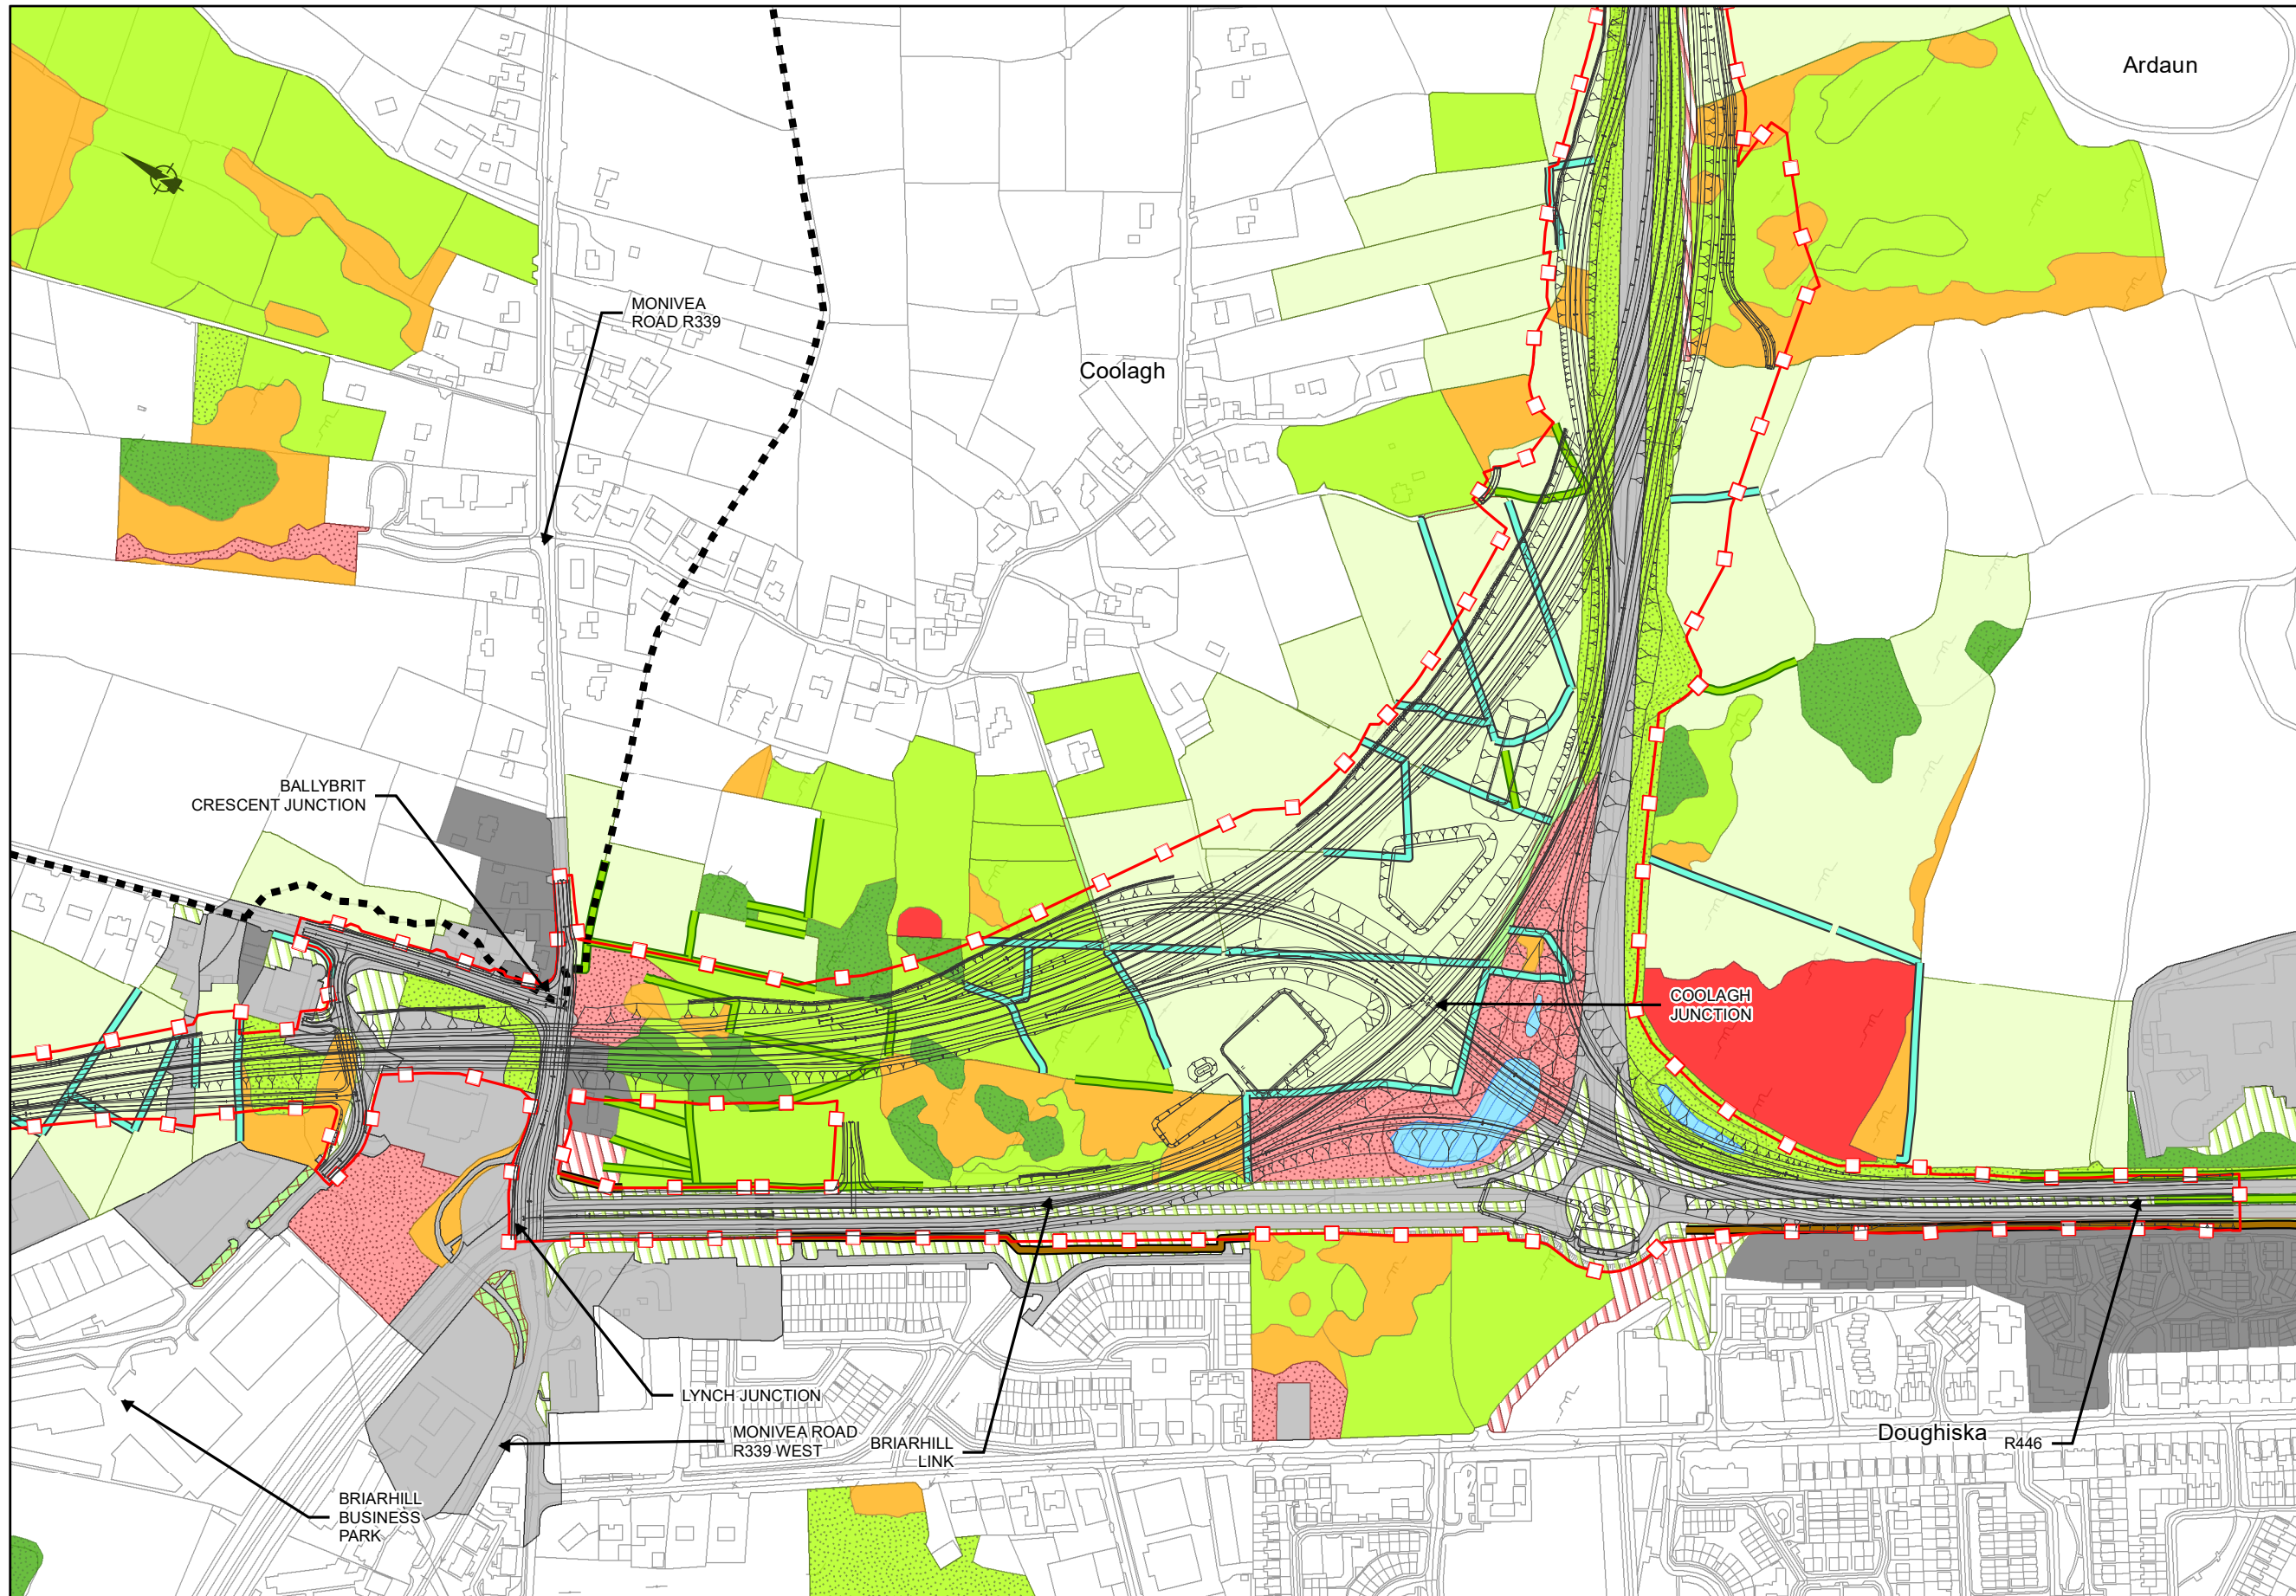 Ardaun
MONIVEA
ROAD R339
Coolagh
BALLYBRIT
CRESCENT JUNCTION
COOLAGH
JUNCTION
LYNCH JUNCTION
MONIVEA ROAD
R339 WEST
BRIARHILL
LINK
Doughiska
R446
BRIARHILL
BUSINESS
PARK